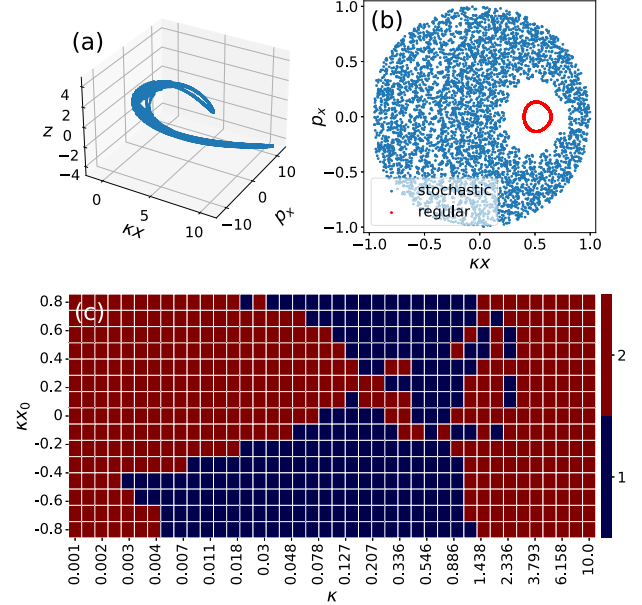 (a)
4
2
0
−2
−4
z
0
5
10
κx
−10
0
10
pₓ
(b)
1.0
0.5
0.0
−0.5
−1.0
pₓ
stochastic
regular
−1.0 −0.5 0.0 0.5 1.0
κx
(c)
0.8
0.6
0.4
0.2
0
-0.2
-0.4
-0.6
-0.8
κx₀
2
1
0.001 0.002 0.003 0.004 0.007 0.011 0.018 0.03 0.048 0.078 0.127 0.207 0.336 0.546 0.886 1.438 2.336 3.793 6.158 10.0
κ